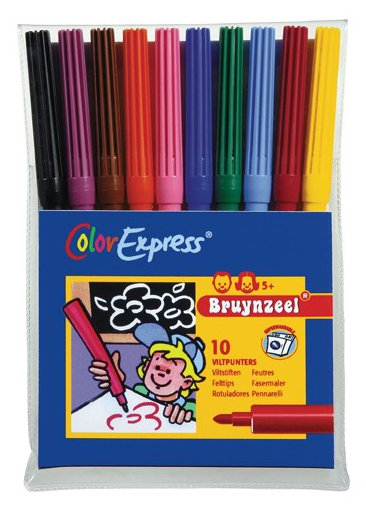 ColorExpress®
5+
Bruynzeel®
10
VILTPUNTERS
Viltstiften Feutres
Felttips Fasermaler
Rotuladores Pennarelli